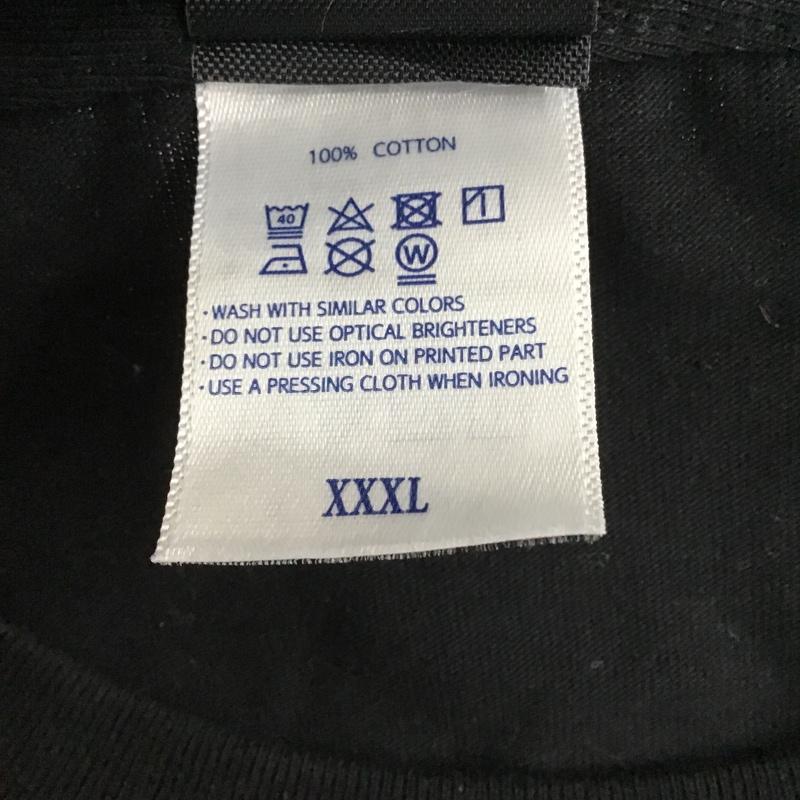 100% COTTON
40
W
·WASH WITH SIMILAR COLORS
·DO NOT USE OPTICAL BRIGHTENERS
·DO NOT USE IRON ON PRINTED PART
·USE A PRESSING CLOTH WHEN IRONING
XXXL